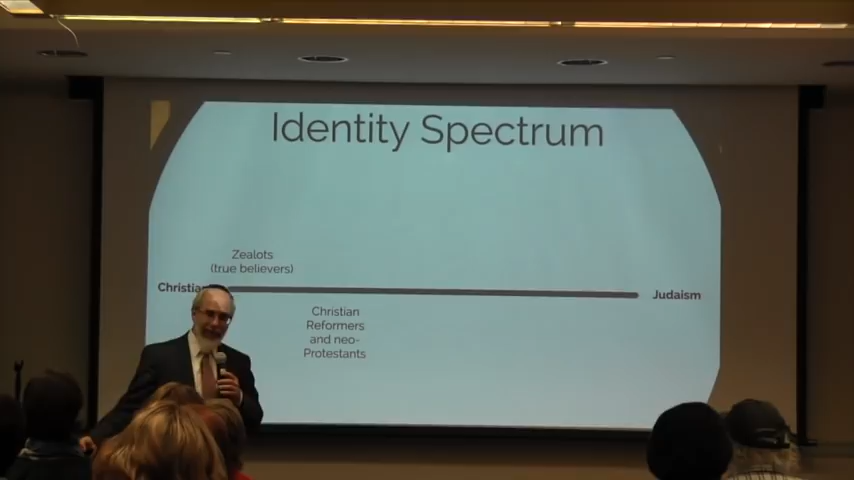 Identity Spectrum
Zealots
(true believers)
Judaism
Christian
Reformers
and neo-
Protestants